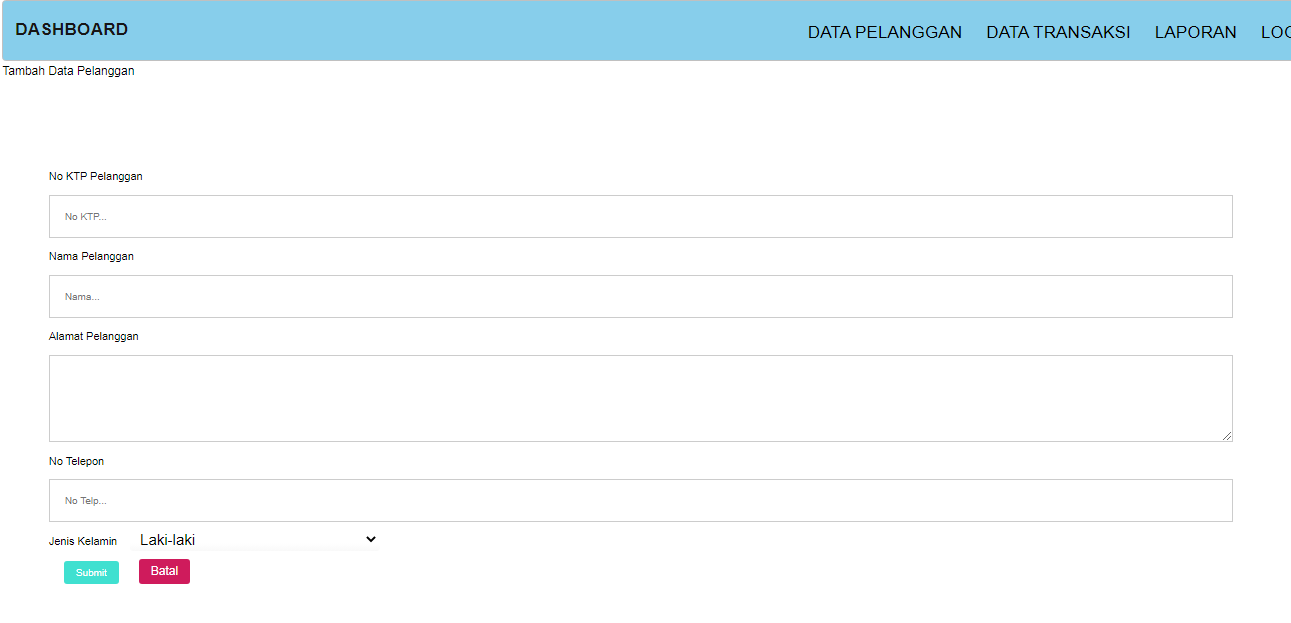 DASHBOARD DATA PELANGGAN DATA TRANSAKSI LAPORAN
Tambah Data Pelanggan
No KTP Pelanggan
No KTP...
Nama Pelanggan
Nama...
Alamat Pelanggan
No Telepon
No Telp...
Jenis Kelamin Laki-laki
Submit Batal